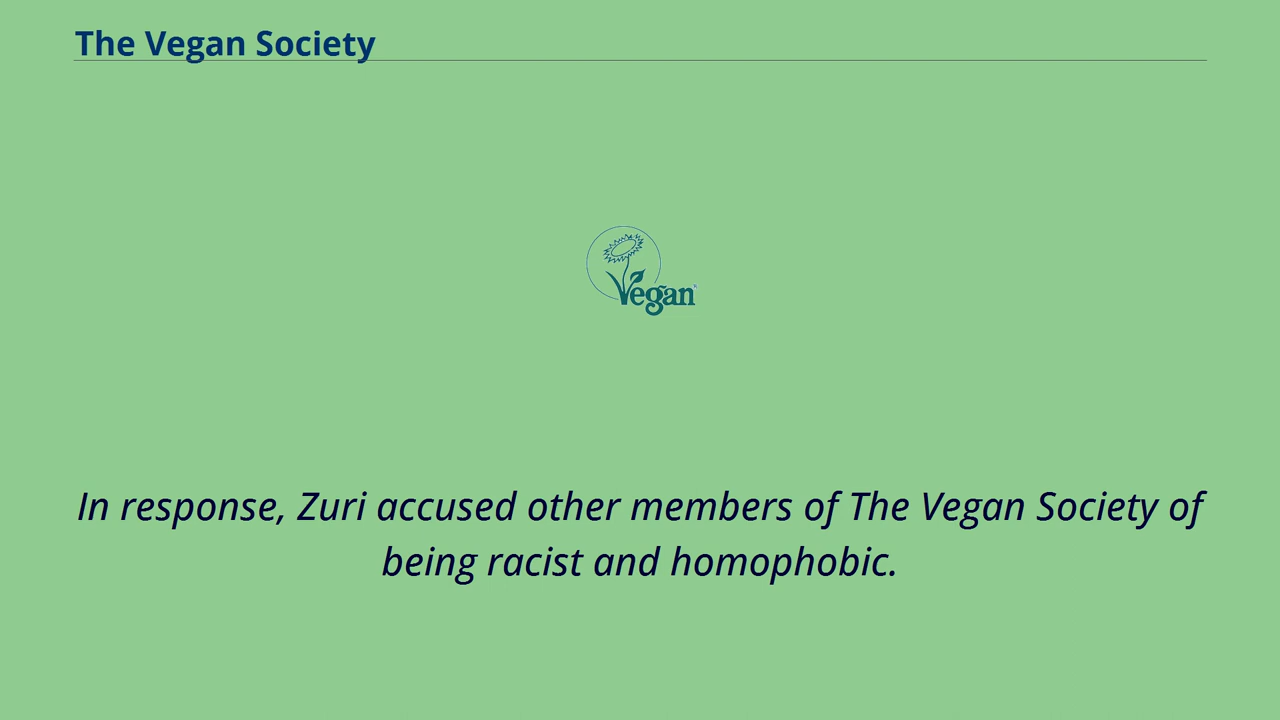 The Vegan Society
Vegan
In response, Zuri accused other members of The Vegan Society of
being racist and homophobic.